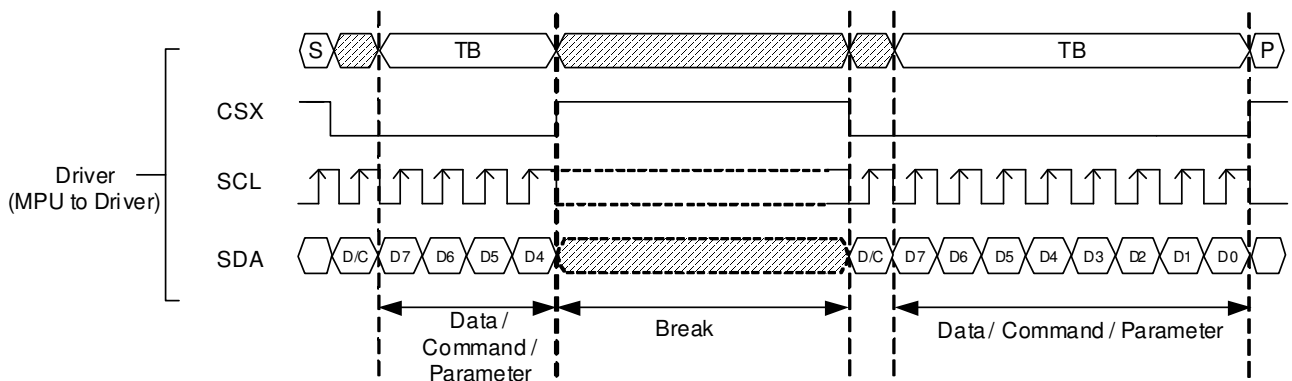 S TB TB P
CSX
Driver
(MPU to Driver)
SCL
SDA D/C D7 D6 D5 D4 D/C D7 D6 D5 D4 D3 D2 D1 D0
Data /
Command /
Parameter
Break
Data / Command / Parameter